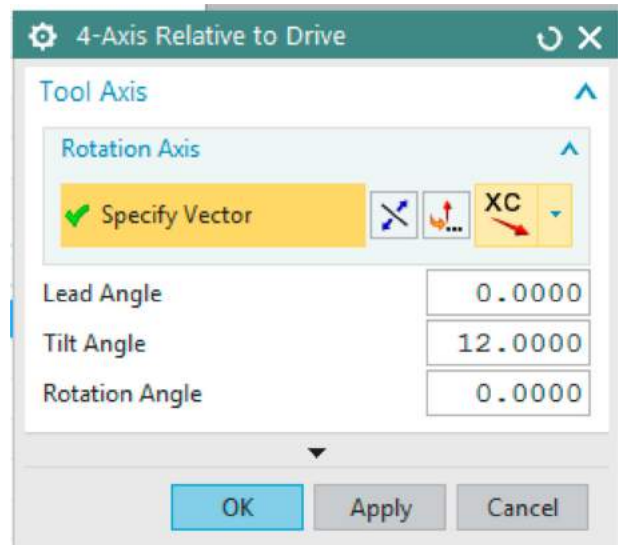 4-Axis Relative to Drive
Tool Axis
Rotation Axis
Specify Vector
XC
Lead Angle 0.0000
Tilt Angle 12.0000
Rotation Angle 0.0000
OK Apply Cancel